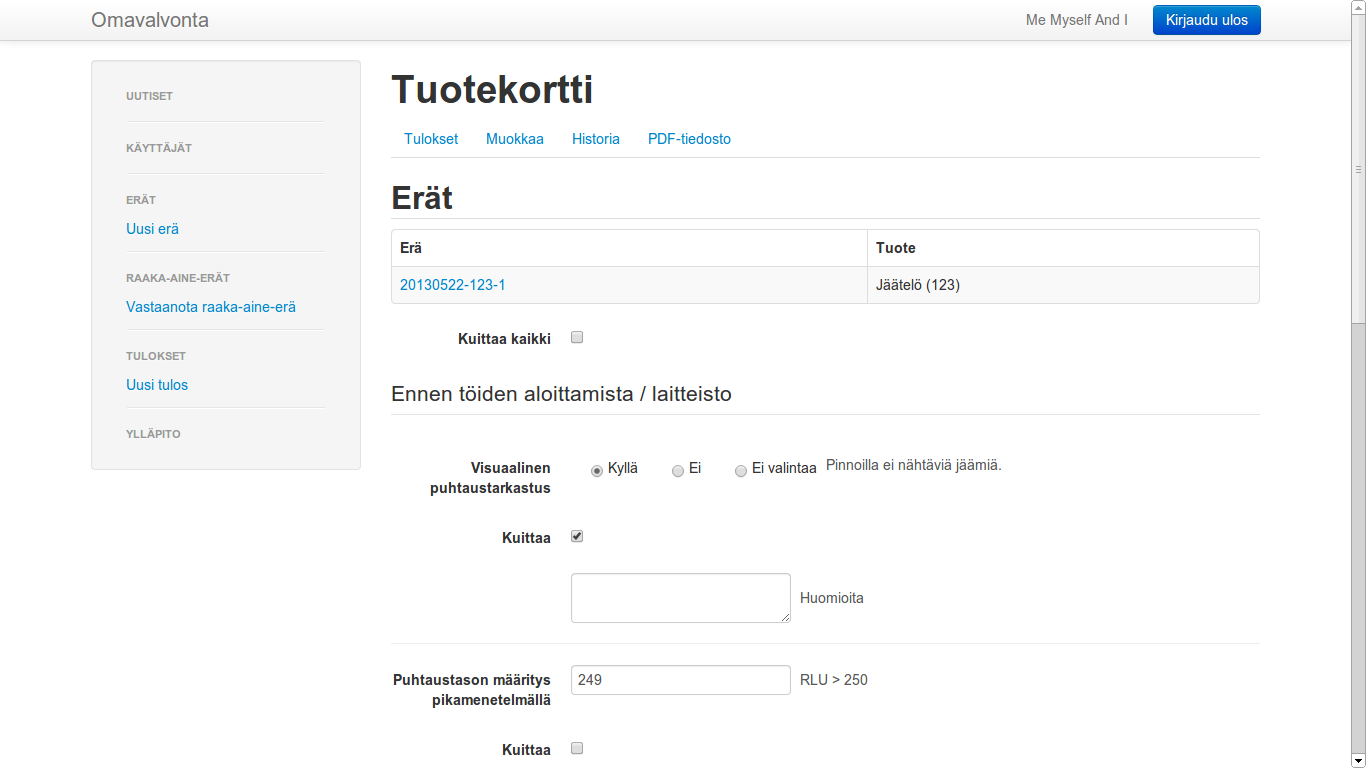 Omavalvonta
Me Myself And I
Kirjaudu ulos
UUTISET
KÄYTTÄJÄT
ERÄT
Uusi erä
RAAKA-AINE-ERÄT
Vastaanota raaka-aine-erä
TULOKSET
Uusi tulos
YLLÄPITO
Tuotekortti
Tulokset Muokkaa Historia PDF-tiedosto
Erät
Erä Tuote
20130522-123-1 Jäätelö (123)
Kuittaa kaikki
Ennen töiden aloittamista / laitteisto
Visuaalinen
puhtaustarkastus
Kyllä Ei Ei valintaa Pinnoilla ei nähtäviä jäämiä.
Kuittaa
Huomioita
Puhtaustason määritys
pikamenetelmällä
249 RLU > 250
Kuittaa